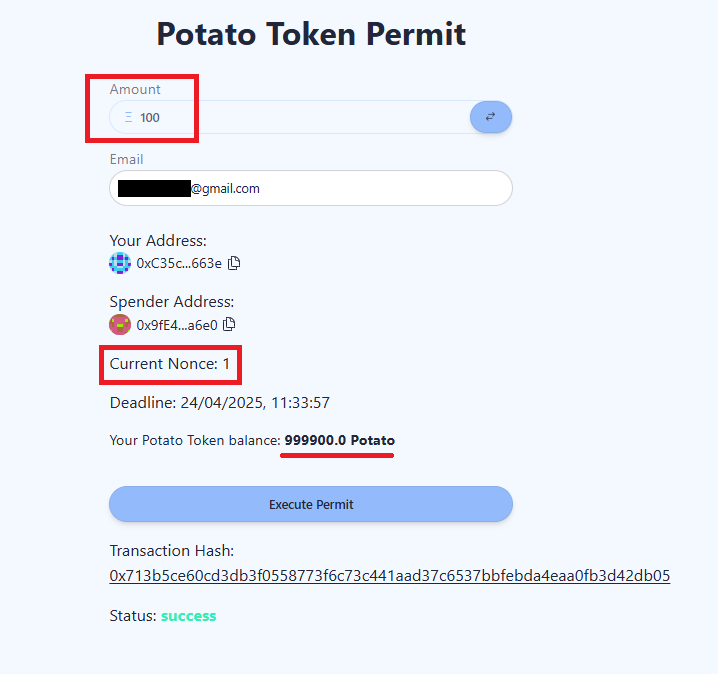 Potato Token Permit
Amount
Ξ 100
Email
@gmail.com
Your Address:
0xC35c...663e
Spender Address:
0x9fE4...a6e0
Current Nonce: 1
Deadline: 24/04/2025, 11:33:57
Your Potato Token balance: 999900.0 Potato
Execute Permit
Transaction Hash:
0x713b5ce60cd3db3f0558773f6c73c441aad37c6537bbfebda4eaa0fb3d42db05
Status: success